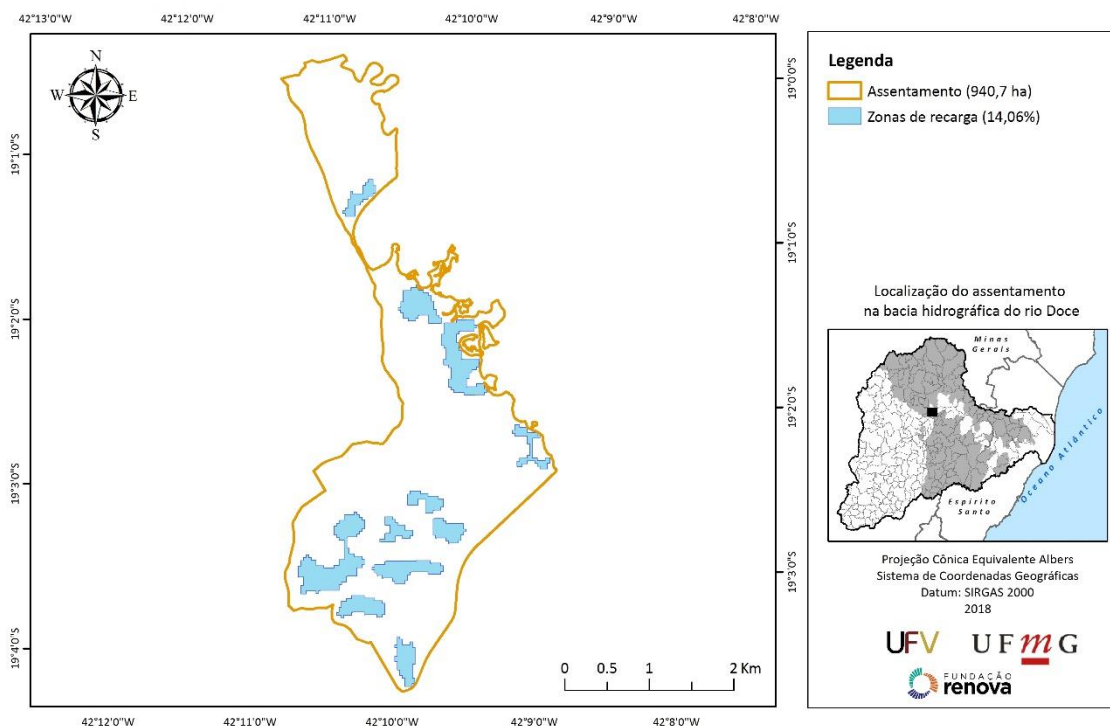 42°13'0"W 42°12'0"W 42°11'0"W 42°10'0"W 42°9'0"W 42°8'0"W
N
W E
S
19°1'0"S
19°2'0"S
19°3'0"S
19°4'0"S
19°0'0"S
19°1'0"S
19°2'0"S
19°3'0"S
0 0.5 1 2 Km
42°12'0"W 42°11'0"W 42°10'0"W 42°9'0"W 42°8'0"W
Legenda
Assentamento (940,7 ha)
Zonas de recarga (14,06%)
Localização do assentamento
na bacia hidrográfica do rio Doce
Minas
Gerais
Espírito
Santo
Oceano Atlântico
Projeção Cônica Equivalente Albers
Sistema de Coordenadas Geográficas
Datum: SIRGAS 2000
2018
UFV UFmG
FUNDAÇÃO
renova